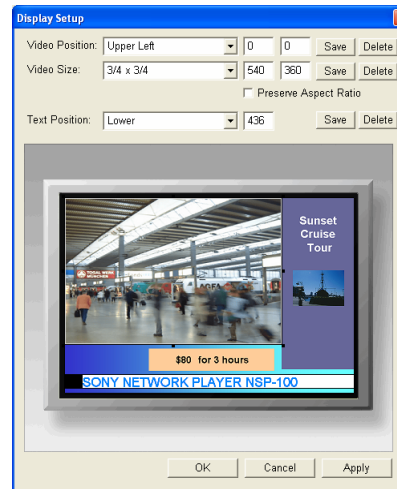 Display Setup
Video Position: Upper Left 0 0 Save Delete
Video Size: 3/4 x 3/4 540 360 Save Delete
Preserve Aspect Ratio
Text Position: Lower 436 Save Delete
Sunset
Cruise
Tour
$80 for 3 hours
SONY NETWORK PLAYER NSP-100
OK Cancel Apply